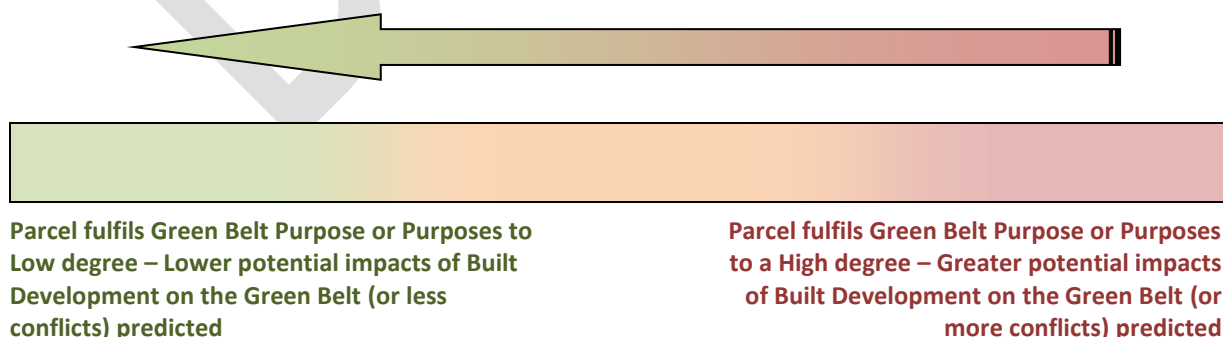 Parcel fulfils Green Belt Purpose or Purposes to
Low degree – Lower potential impacts of Built
Development on the Green Belt (or less
conflicts) predicted
Parcel fulfils Green Belt Purpose or Purposes
to a High degree – Greater potential impacts
of Built Development on the Green Belt (or
more conflicts) predicted